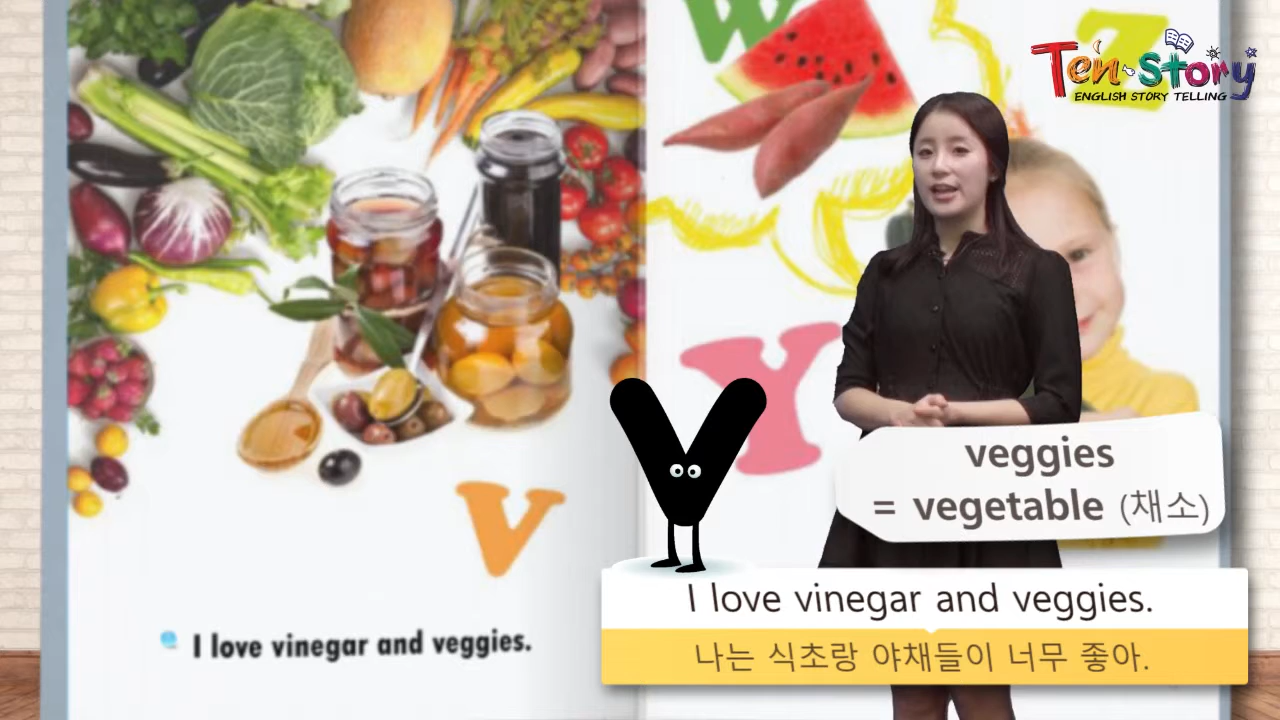 W
Z
Ten Story
ENGLISH STORY TELLING
Y
V
V
veggies
= vegetable (채소)
I love vinegar and veggies.
I love vinegar and veggies.
나는 식초랑 야채들이 너무 좋아.